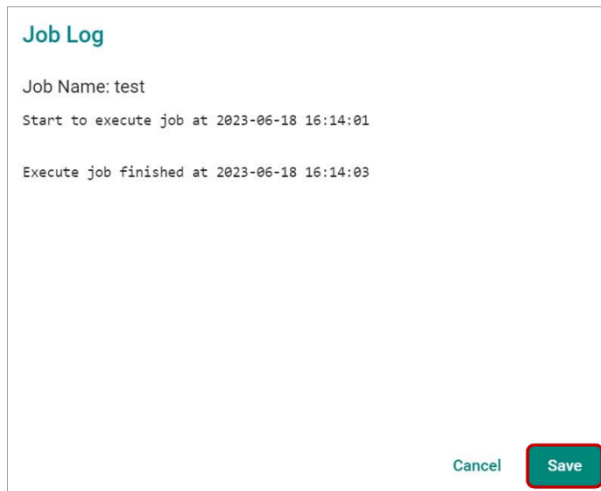 Job Log
Job Name: test
Start to execute job at 2023-06-18 16:14:01
Execute job finished at 2023-06-18 16:14:03
Cancel Save